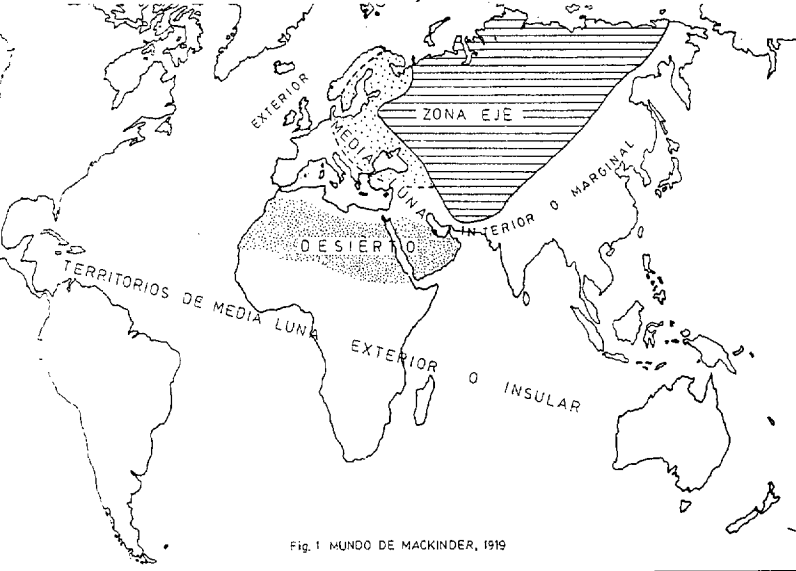 EXTERIOR
ZONA EJE
MEDIA LUNA INTERIOR O MARGINAL
DESIERTO
TERRITORIOS DE MEDIA LUNA EXTERIOR O INSULAR
Fig. 1 MUNDO DE MACKINDER, 1919